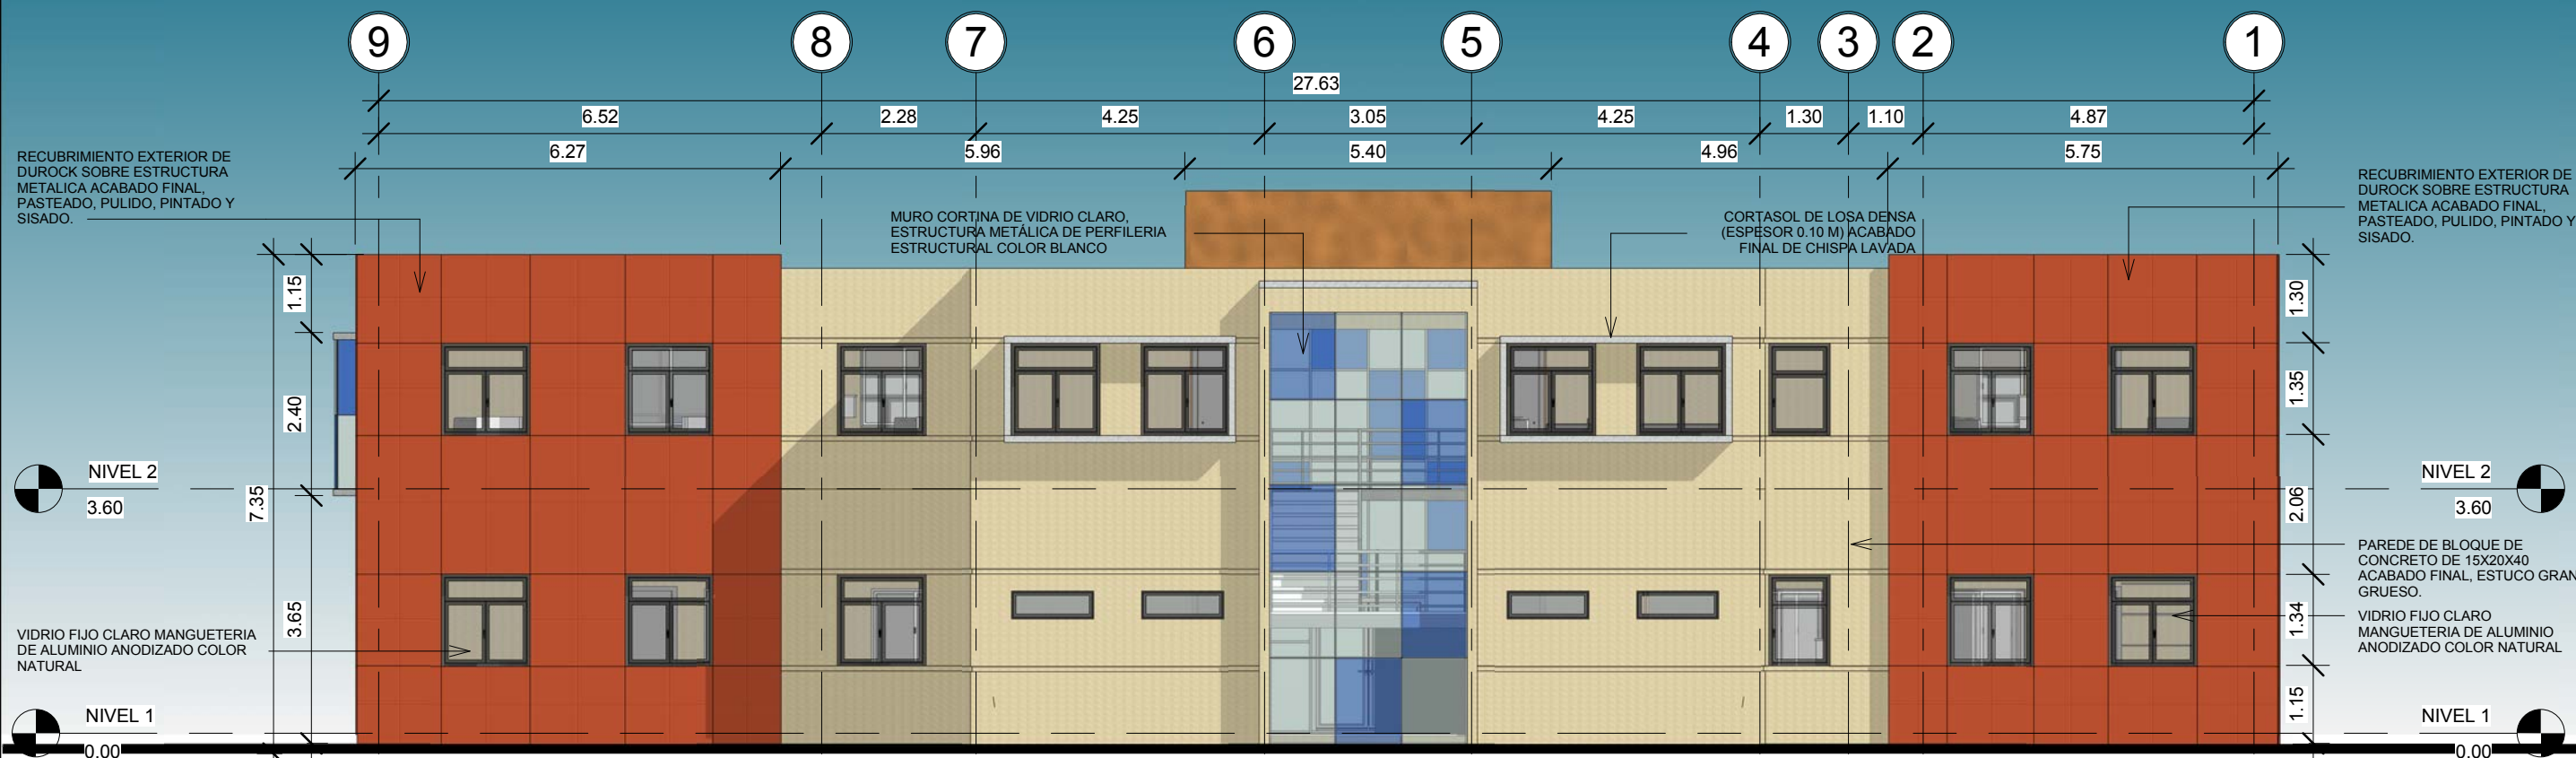 9 8 7 6 5 4 3 2 1
27.63
6.52 2.28 4.25 3.05 4.25 1.30 1.10 4.87
6.27 5.96 5.40 4.96 5.75
RECUBRIMIENTO EXTERIOR DE
DUROCK SOBRE ESTRUCTURA
METALICA ACABADO FINAL,
PASTEADO, PULIDO, PINTADO Y
SISADO.
MURO CORTINA DE VIDRIO CLARO,
ESTRUCTURA METÁLICA DE PERFILERIA
ESTRUCTURAL COLOR BLANCO
CORTASOL DE LOSA DENSA
(ESPESOR 0.10 M) ACABADO
FINAL DE CHISPA LAVADA
RECUBRIMIENTO EXTERIOR DE
DUROCK SOBRE ESTRUCTURA
METALICA ACABADO FINAL,
PASTEADO, PULIDO, PINTADO Y
SISADO.
1.15
2.40
3.65
7.35
1.30
1.35
2.06
1.34
1.15
NIVEL 2
3.60
NIVEL 2
3.60
PAREDE DE BLOQUE DE
CONCRETO DE 15X20X40
ACABADO FINAL, ESTUCO GRAN
GRUESO.
VIDRIO FIJO CLARO MANGUETERIA
DE ALUMINIO ANODIZADO COLOR
NATURAL
VIDRIO FIJO CLARO
MANGUETERIA DE ALUMINIO
ANODIZADO COLOR NATURAL
NIVEL 1
0.00
NIVEL 1
0.00